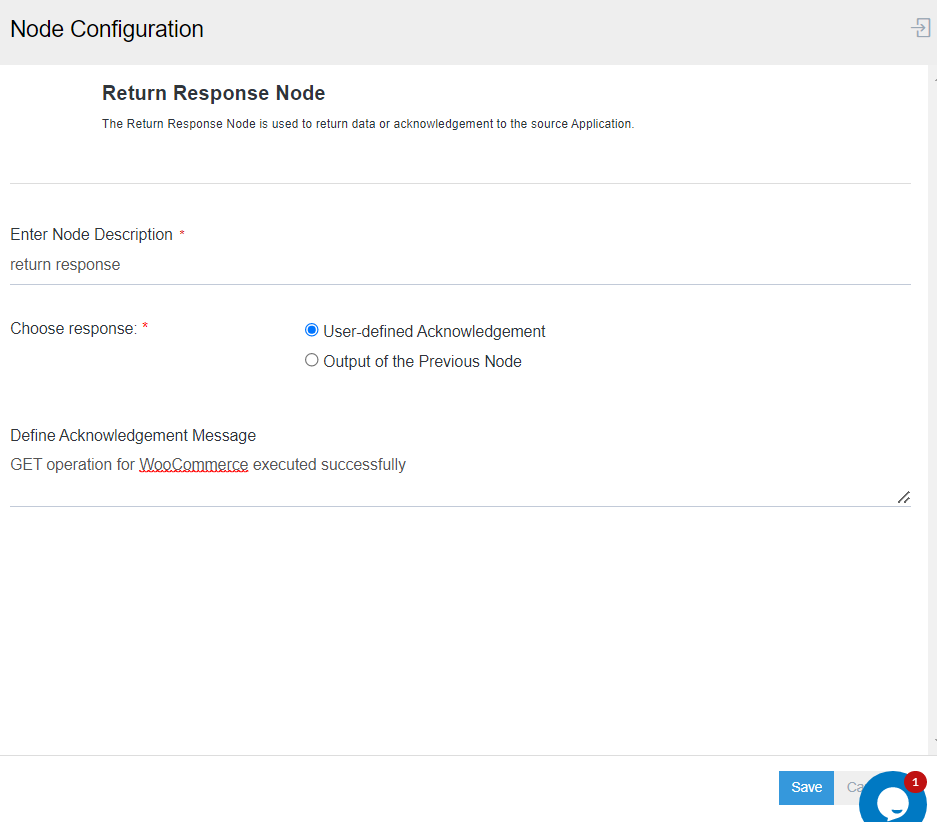 Node Configuration
Return Response Node
The Return Response Node is used to return data or acknowledgement to the source Application.
Enter Node Description *
return response
Choose response: *
User-defined Acknowledgement
Output of the Previous Node
Define Acknowledgement Message
GET operation for WooCommerce executed successfully
Save
1